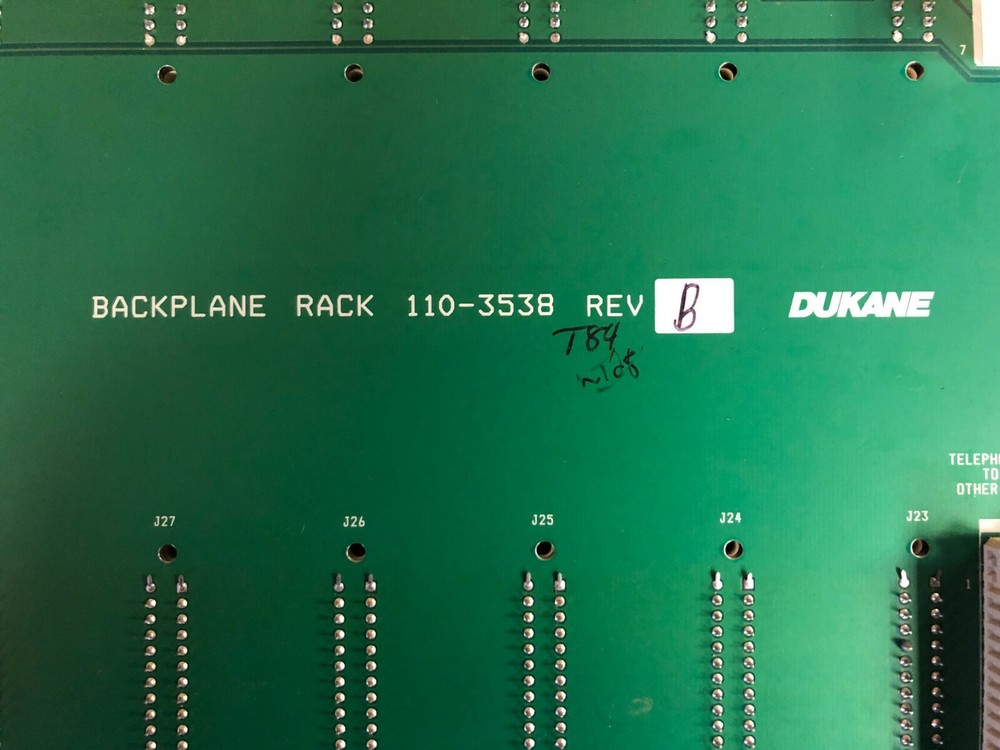 7
BACKPLANE RACK 110-3538 REV B DUKANE
T84
TELEPH
TO
OTHER
J27 J26 J25 J24 J23
1